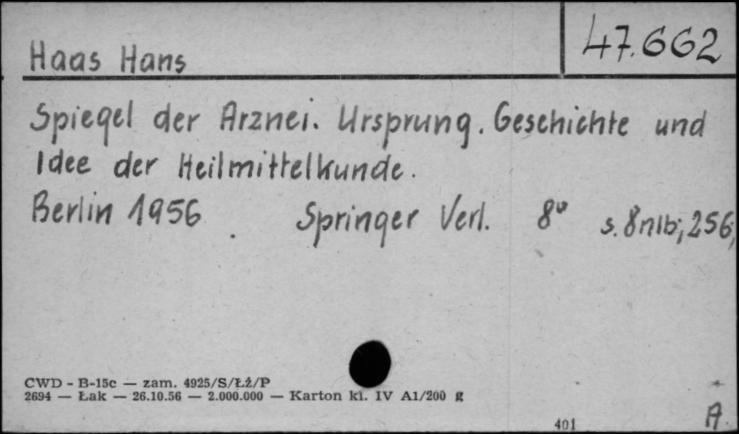 Haas Hans
47.662
Spiegel der Arznei. Ursprung. Geschichte und
Idee der Heilmittelkunde.
Berlin 1956. Springer Verl. 8° s. 8nlb; 256;
CWD - B-15c — zam. 4925/S/Łź/P
2694 — Łak — 26.10.56 — 2.000.000 — Karton kl. IV A1/200 g
401
A.